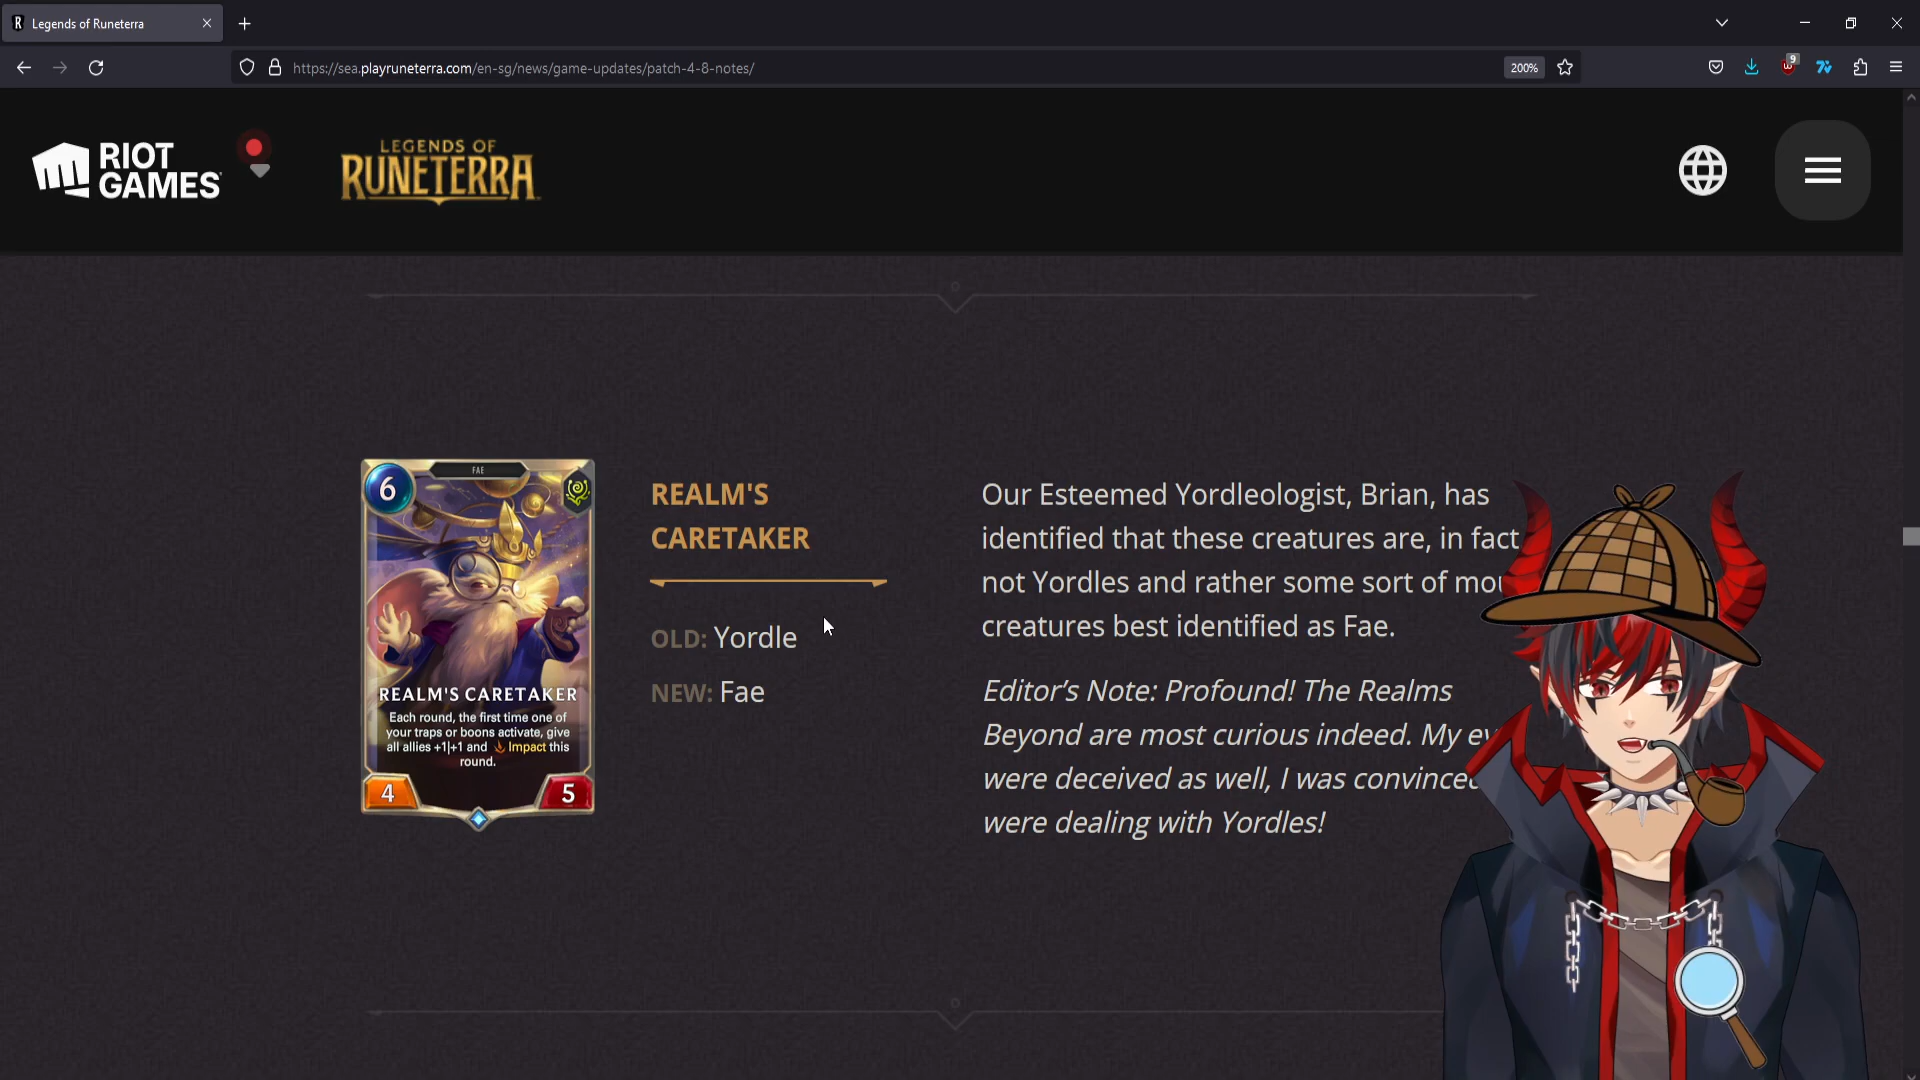 Legends of Runeterra
https://sea.playruneterra.com/en-sg/news/game-updates/patch-4-8-notes/
200%
9
RIOT
GAMES
LEGENDS OF
RUNETERRA
FAE
6
REALM'S CARETAKER
Each round, the first time one of
your traps or boons activate, give
all allies +1|+1 and Impact this
round.
4
5
REALM'S
CARETAKER
OLD: Yordle
NEW: Fae
Our Esteemed Yordleologist, Brian, has
identified that these creatures are, in fact
not Yordles and rather some sort of
creatures best identified as Fae.
Editor's Note: Profound! The Realms
Beyond are most curious indeed. My
were deceived as well, I was
were dealing with Yordles!